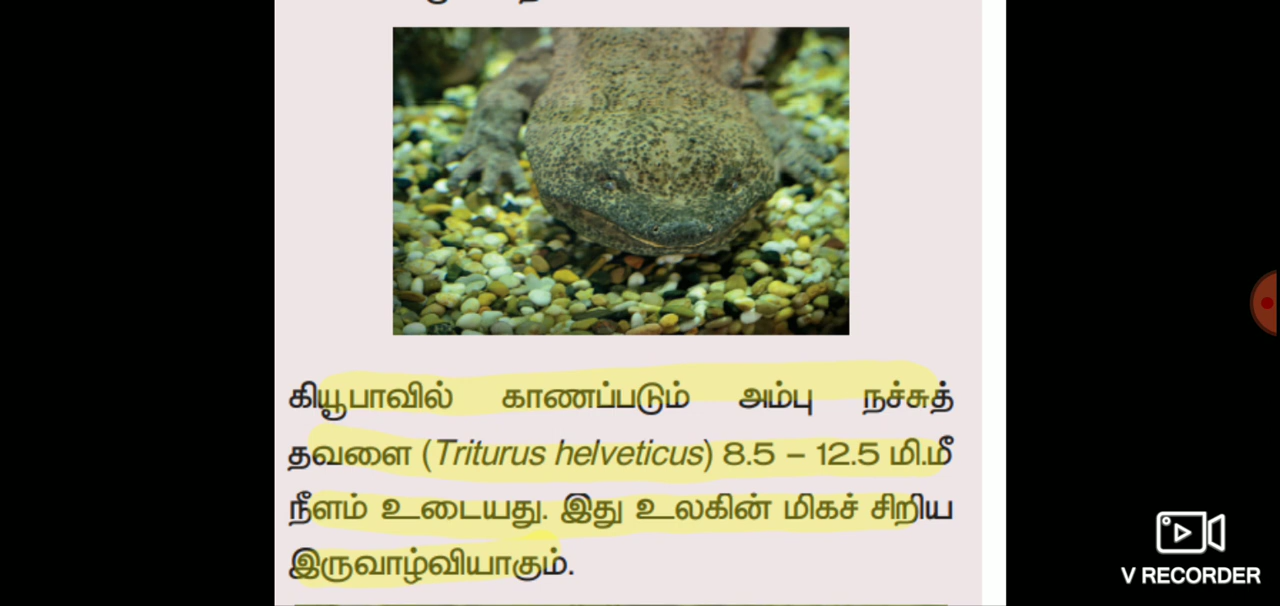 கியூபாவில் காணப்படும் அம்பு நச்சுத்
தவளை (Triturus helveticus) 8.5 – 12.5 மி.மீ
நீளம் உடையது. இது உலகின் மிகச் சிறிய
இருவாழ்வியாகும்.
V RECORDER